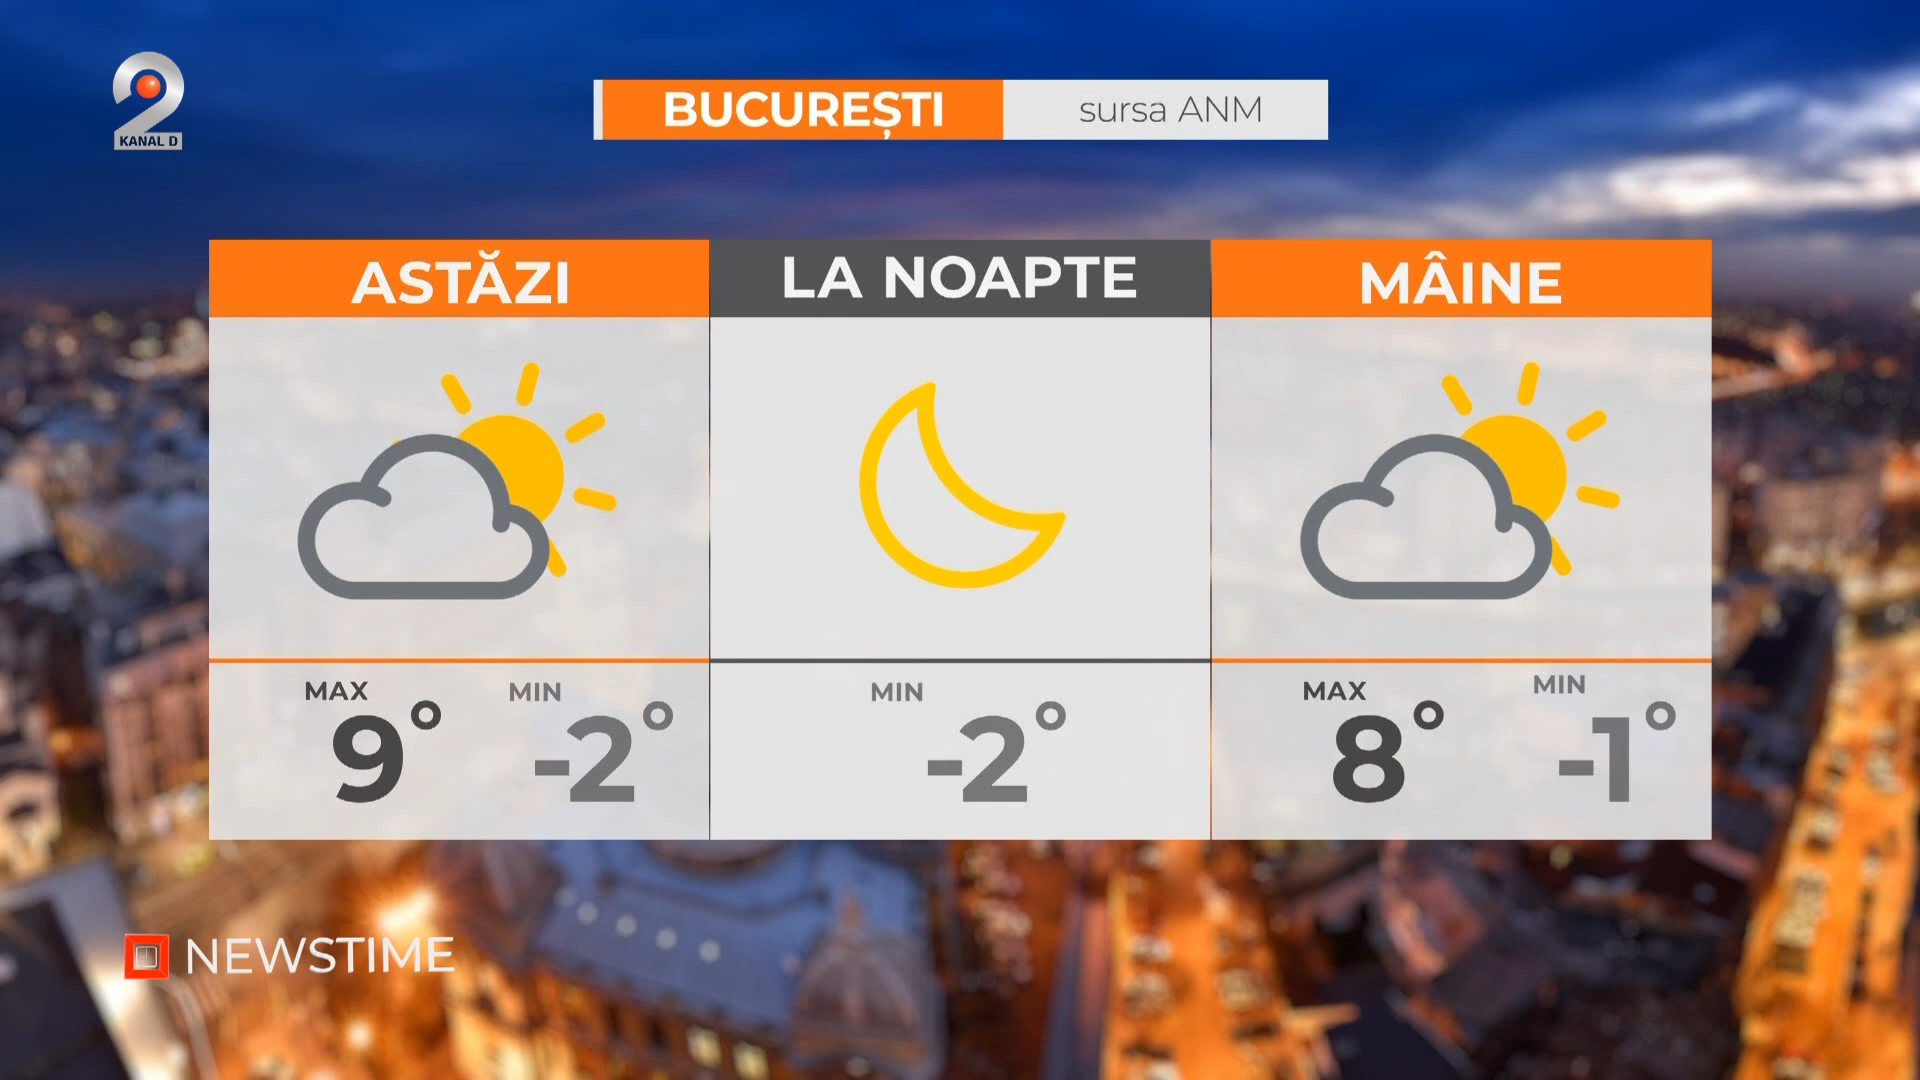 KANAL D
BUCUREȘTI
sursa ANM
ASTĂZI
LA NOAPTE
MÂINE
MAX
9°
MIN
-2°
MIN
-2°
MAX
8°
MIN
-1°
NEWSTIME